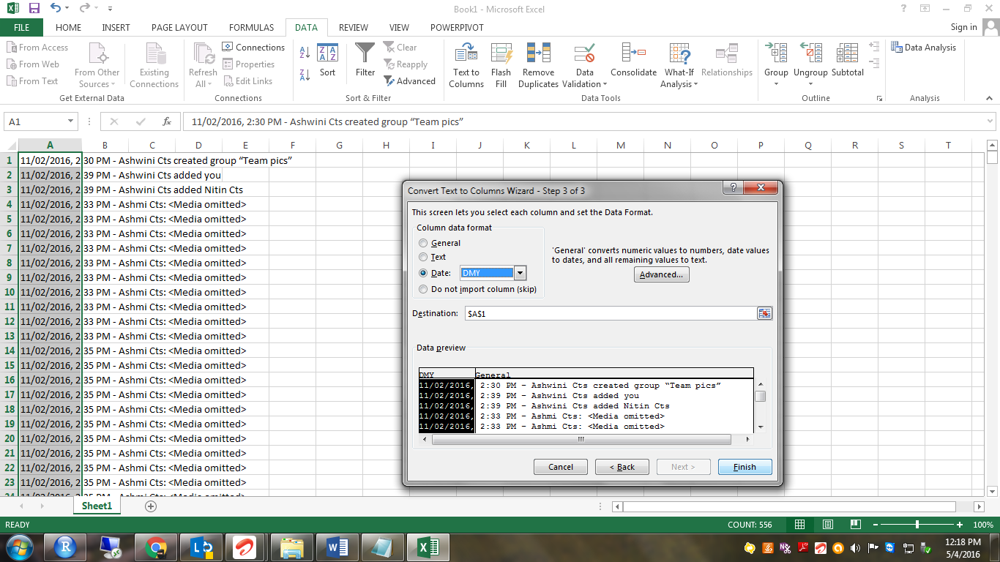 Book1 - Microsoft Excel
FILE HOME INSERT PAGE LAYOUT FORMULAS DATA REVIEW VIEW POWERPIVOT Sign in
From Access
From Web
From Text
From Other Sources
Existing Connections
Get External Data
Refresh All
Connections
Properties
Edit Links
Connections
Sort
Filter
Clear
Reapply
Advanced
Sort & Filter
Text to Columns
Flash Fill
Remove Duplicates
Data Validation
Consolidate
What-If Analysis
Relationships
Data Tools
Group
Ungroup
Subtotal
Outline
Data Analysis
Analysis
A1 fx 11/02/2016, 2:30 PM - Ashwini Cts created group “Team pics”
A B C D E F G H I J K L M N O P Q R S T
1 11/02/2016, 2 30 PM - Ashwini Cts created group “Team pics”
2 11/02/2016, 2 39 PM - Ashwini Cts added you
3 11/02/2016, 2 39 PM - Ashwini Cts added Nitin Cts
4 11/02/2016, 2 33 PM - Ashmi Cts: <Media omitted>
5 11/02/2016, 2 33 PM - Ashmi Cts: <Media omitted>
6 11/02/2016, 2 33 PM - Ashmi Cts: <Media omitted>
7 11/02/2016, 2 33 PM - Ashmi Cts: <Media omitted>
8 11/02/2016, 2 33 PM - Ashmi Cts: <Media omitted>
9 11/02/2016, 2 33 PM - Ashmi Cts: <Media omitted>
10 11/02/2016, 2 33 PM - Ashmi Cts: <Media omitted>
11 11/02/2016, 2 33 PM - Ashmi Cts: <Media omitted>
12 11/02/2016, 2 33 PM - Ashmi Cts: <Media omitted>
13 11/02/2016, 2 33 PM - Ashmi Cts: <Media omitted>
14 11/02/2016, 2 35 PM - Ashmi Cts: <Media omitted>
15 11/02/2016, 2 35 PM - Ashmi Cts: <Media omitted>
16 11/02/2016, 2 35 PM - Ashmi Cts: <Media omitted>
17 11/02/2016, 2 35 PM - Ashmi Cts: <Media omitted>
18 11/02/2016, 2 35 PM - Ashmi Cts: <Media omitted>
19 11/02/2016, 2 35 PM - Ashmi Cts: <Media omitted>
20 11/02/2016, 2 35 PM - Ashmi Cts: <Media omitted>
21 11/02/2016, 2 35 PM - Ashmi Cts: <Media omitted>
22 11/02/2016, 2 35 PM - Ashmi Cts: <Media omitted>
23 11/02/2016, 2 35 PM - Ashmi Cts: <Media omitted>
24 11/02/2016, 2 35 PM - Ashmi Cts: <Media omitted>
Convert Text to Columns Wizard - Step 3 of 3
This screen lets you select each column and set the Data Format.
Column data format
General
Text
Date: DMY
Do not import column (skip)
'General' converts numeric values to numbers, date values
to dates, and all remaining values to text.
Advanced...
Destination: $A$1
Data preview
DMY General
11/02/2016, 2:30 PM - Ashwini Cts created group “Team pics”
11/02/2016, 2:39 PM - Ashwini Cts added you
11/02/2016, 2:39 PM - Ashwini Cts added Nitin Cts
11/02/2016, 2:33 PM - Ashmi Cts: <Media omitted>
11/02/2016, 2:33 PM - Ashmi Cts: <Media omitted>
Cancel < Back Next > Finish
Sheet1
READY COUNT: 556 100%
12:18 PM
5/4/2016